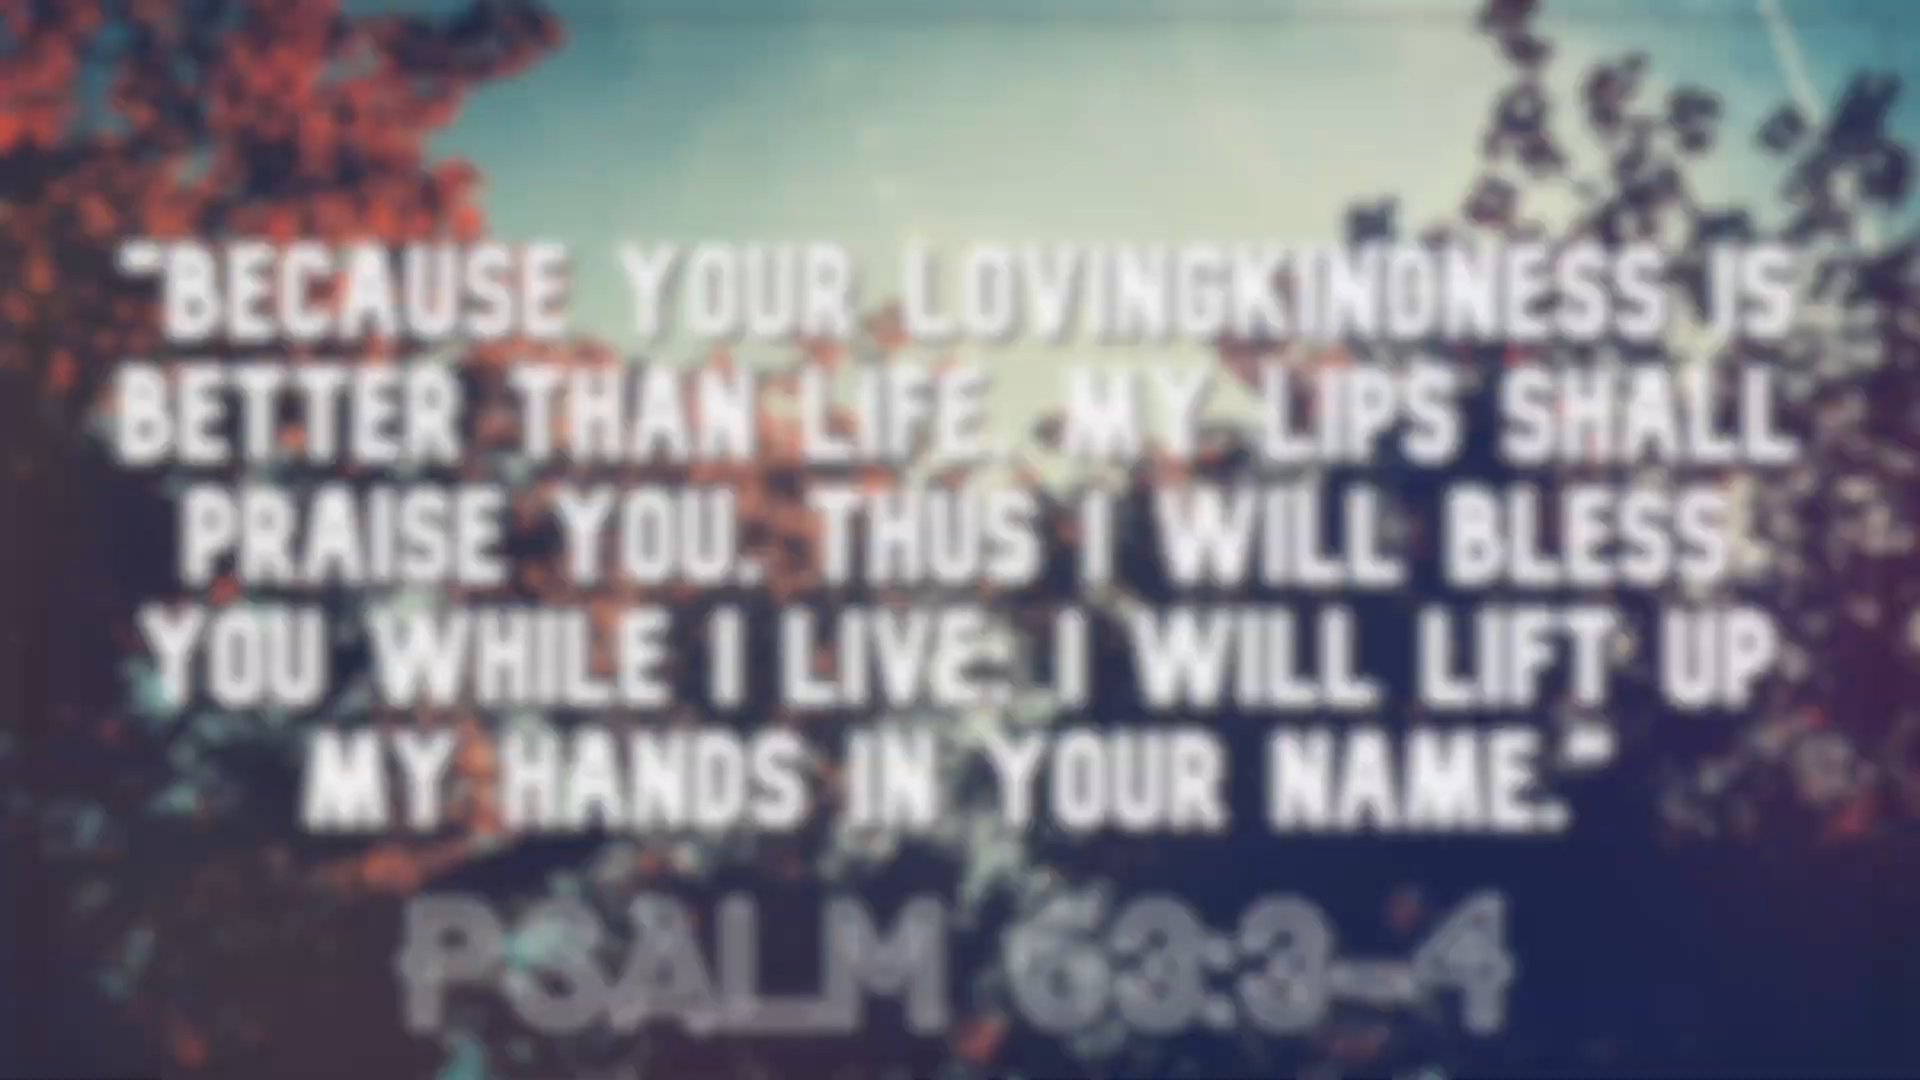 "BECAUSE YOUR LOVINGKINDNESS IS
BETTER THAN LIFE. MY LIPS SHALL
PRAISE YOU. THUS I WILL BLESS
YOU WHILE I LIVE. I WILL LIFT UP
MY HANDS IN YOUR NAME."
PSALM 63:3-4